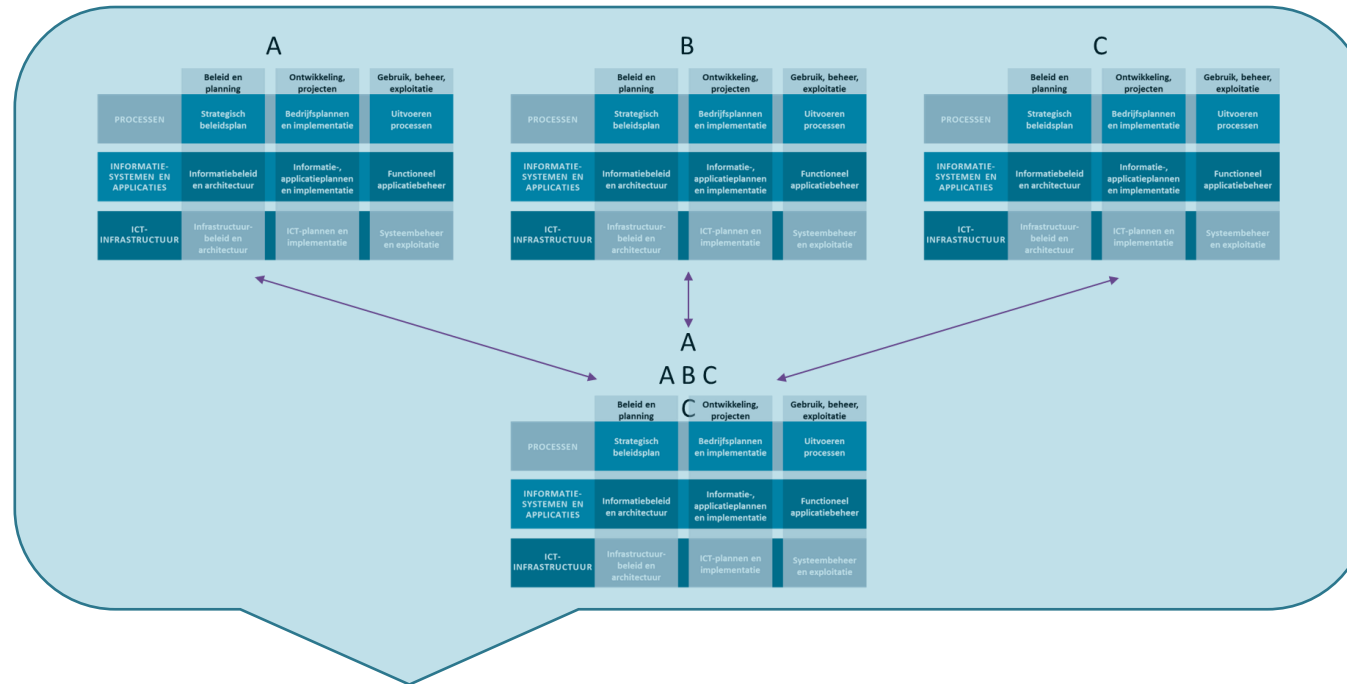 A
Beleid en
planning
Ontwikkeling,
projecten
Gebruik, beheer,
exploitatie
PROCESSEN
Strategisch
beleidsplan
Bedrijfsplannen
en implementatie
Uitvoeren
processen
INFORMATIE-
SYSTEMEN EN
APPLICATIES
Informatiebeleid
en architectuur
Informatie-,
applicatieplannen
en implementatie
Functioneel
applicatiebeheer
ICT-
INFRASTRUCTUUR
Infrastructuur-
beleid en
architectuur
ICT-plannen en
implementatie
Systeembeheer
en exploitatie
B
Beleid en
planning
Ontwikkeling,
projecten
Gebruik, beheer,
exploitatie
PROCESSEN
Strategisch
beleidsplan
Bedrijfsplannen
en implementatie
Uitvoeren
processen
INFORMATIE-
SYSTEMEN EN
APPLICATIES
Informatiebeleid
en architectuur
Informatie-,
applicatieplannen
en implementatie
Functioneel
applicatiebeheer
ICT-
INFRASTRUCTUUR
Infrastructuur-
beleid en
architectuur
ICT-plannen en
implementatie
Systeembeheer
en exploitatie
C
Beleid en
planning
Ontwikkeling,
projecten
Gebruik, beheer,
exploitatie
PROCESSEN
Strategisch
beleidsplan
Bedrijfsplannen
en implementatie
Uitvoeren
processen
INFORMATIE-
SYSTEMEN EN
APPLICATIES
Informatiebeleid
en architectuur
Informatie-,
applicatieplannen
en implementatie
Functioneel
applicatiebeheer
ICT-
INFRASTRUCTUUR
Infrastructuur-
beleid en
architectuur
ICT-plannen en
implementatie
Systeembeheer
en exploitatie
A
A B C
C
Beleid en
planning
Ontwikkeling,
projecten
Gebruik, beheer,
exploitatie
PROCESSEN
Strategisch
beleidsplan
Bedrijfsplannen
en implementatie
Uitvoeren
processen
INFORMATIE-
SYSTEMEN EN
APPLICATIES
Informatiebeleid
en architectuur
Informatie-,
applicatieplannen
en implementatie
Functioneel
applicatiebeheer
ICT-
INFRASTRUCTUUR
Infrastructuur-
beleid en
architectuur
ICT-plannen en
implementatie
Systeembeheer
en exploitatie